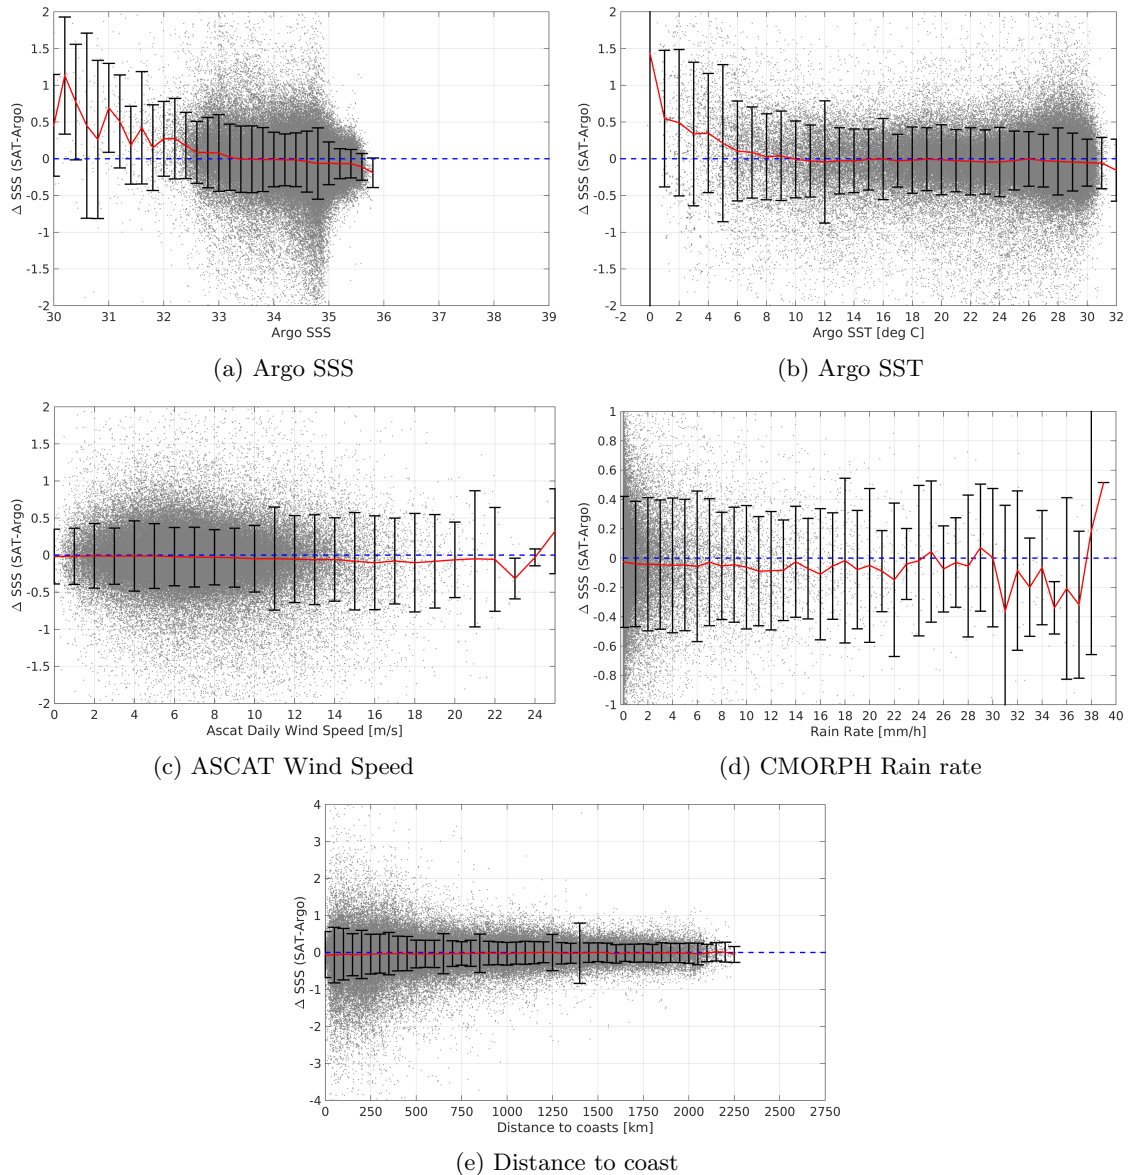 2
1.5
1
0.5
0
-0.5
-1
-1.5
-2
Δ SSS (SAT-Argo)
30 31 32 33 34 35 36 37 38 39
Argo SSS
(a) Argo SSS
2
1.5
1
0.5
0
-0.5
-1
-1.5
-2
Δ SSS (SAT-Argo)
-2 0 2 4 6 8 10 12 14 16 18 20 22 24 26 28 30 32
Argo SST [deg C]
(b) Argo SST
2
1.5
1
0.5
0
-0.5
-1
-1.5
-2
Δ SSS (SAT-Argo)
0 2 4 6 8 10 12 14 16 18 20 22 24
Ascat Daily Wind Speed [m/s]
(c) ASCAT Wind Speed
1
0.8
0.6
0.4
0.2
0
-0.2
-0.4
-0.6
-0.8
-1
Δ SSS (SAT-Argo)
0 2 4 6 8 10 12 14 16 18 20 22 24 26 28 30 32 34 36 38 40
Rain Rate [mm/h]
(d) CMORPH Rain rate
4
3
2
1
0
-1
-2
-3
-4
Δ SSS (SAT-Argo)
0 250 500 750 1000 1250 1500 1750 2000 2250 2500 2750
Distance to coasts [km]
(e) Distance to coast